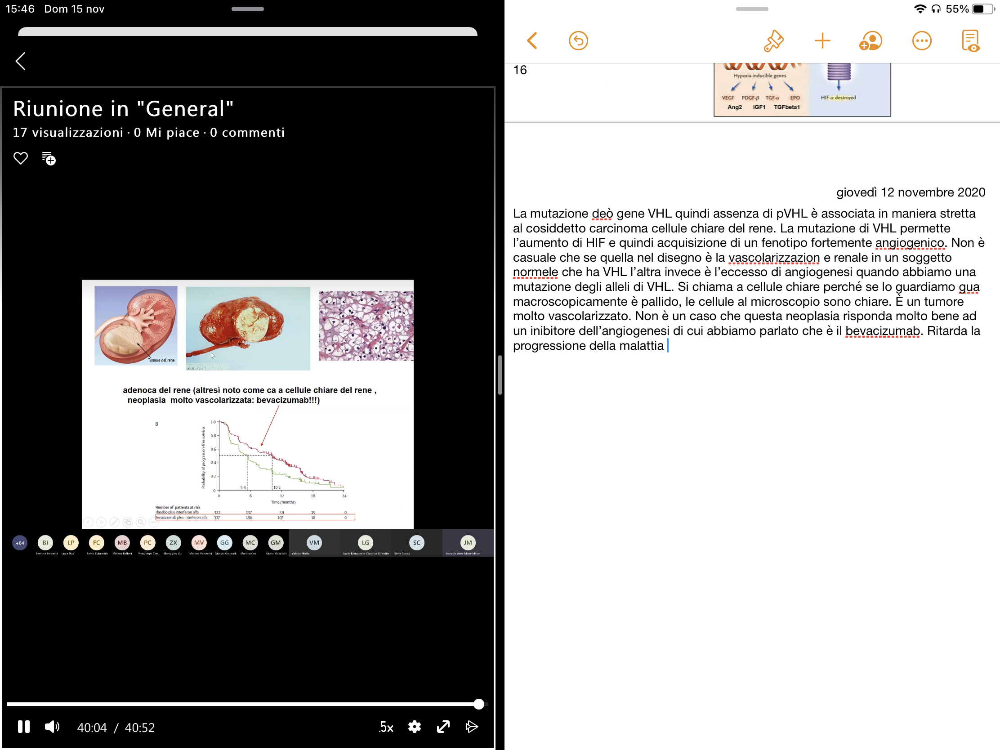 15:46 Dom 15 nov
55%
Riunione in "General"
17 visualizzazioni · 0 Mi piace · 0 commenti
Tumore del rene
adenoca del rene (altresì noto come ca a cellule chiare del rene ,
neoplasia molto vascolarizzata: bevacizumab!!!)
B
Probability of progression-free survival
1·0
0·8
0·6
0·4
0·2
0
5·4
10·2
0 6 12 18 24
Time (months)
Number of patients at risk
Placebo plus interferon alfa 322 137 59 15 0
Bevacizumab plus interferon alfa 327 196 107 18 0
+84 BI LP FC MB PC ZX MV GG MC GM VM LG SC JM
Beatrice Invernici Laura Pizo Fabio Cubranich Miriana Belloni Piergiorgio Can... Zhengying Xu Martina Valvecchi Giorgia Giancarli Martina Cea Giulia Mazotelli Valeria Motta Lucile Marguerite Claudius Girardier Silvia Ciocca Jeanette Anne Marie Maier
40:04 / 40:52
.5x
16
Hypoxia-inducible genes
VEGF PDGF-β TGF-α EPO
Ang2 IGF1 TGFbeta1
HIF-α destroyed
giovedì 12 novembre 2020
La mutazione deò gene VHL quindi assenza di pVHL è associata in maniera stretta
al cosiddetto carcinoma cellule chiare del rene. La mutazione di VHL permette
l’aumento di HIF e quindi acquisizione di un fenotipo fortemente angiogenico. Non è
casuale che se quella nel disegno è la vascolarizzazion e renale in un soggetto
normele che ha VHL l’altra invece è l’eccesso di angiogenesi quando abbiamo una
mutazione degli alleli di VHL. Si chiama a cellule chiare perché se lo guardiamo gua
macroscopicamente è pallido, le cellule al microscopio sono chiare. È un tumore
molto vascolarizzato. Non è un caso che questa neoplasia risponda molto bene ad
un inibitore dell’angiogenesi di cui abbiamo parlato che è il bevacizumab. Ritarda la
progressione della malattia